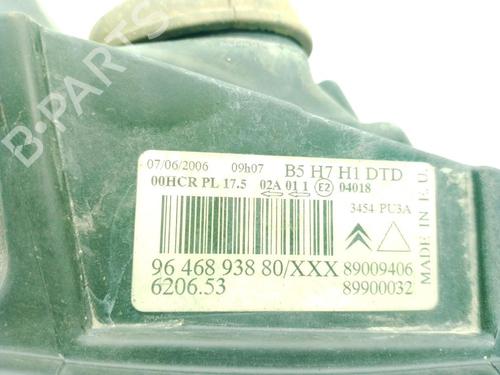 B-PARTS
07/06/2006 09h07 B5 H7 H1 DTD
00HCR PL 17.5 02A 01 1 E2 04018
3454 PU3A
96 468 938 80/XXX 89009406
6206.53 89900032
MADE IN E.U.